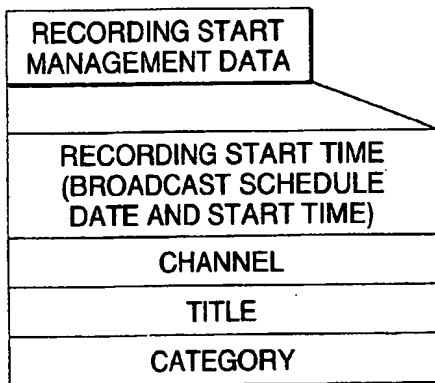 RECORDING START
MANAGEMENT DATA
RECORDING START TIME
(BROADCAST SCHEDULE
DATE AND START TIME)
CHANNEL
TITLE
CATEGORY